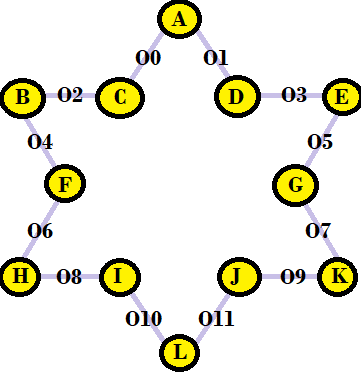 A
O0 O1
B O2 C D O3 E
O4 O5
F G
O6 O7
H O8 I J O9 K
O10 O11
L